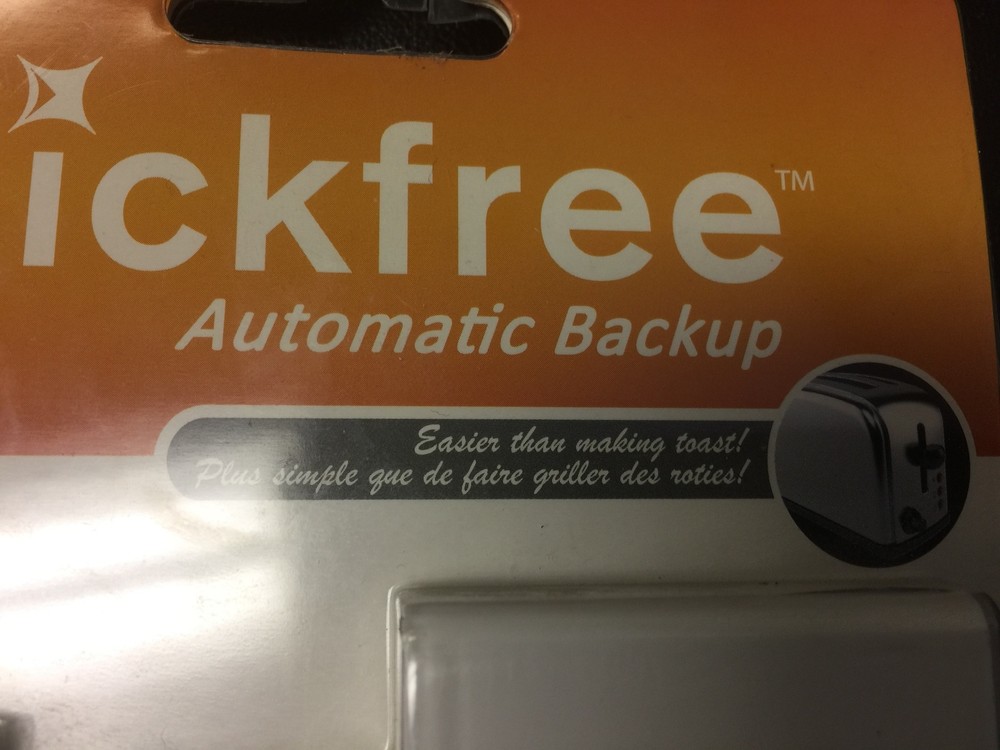 ickfree™
Automatic Backup
Easier than making toast!
Plus simple que de faire griller des roties!